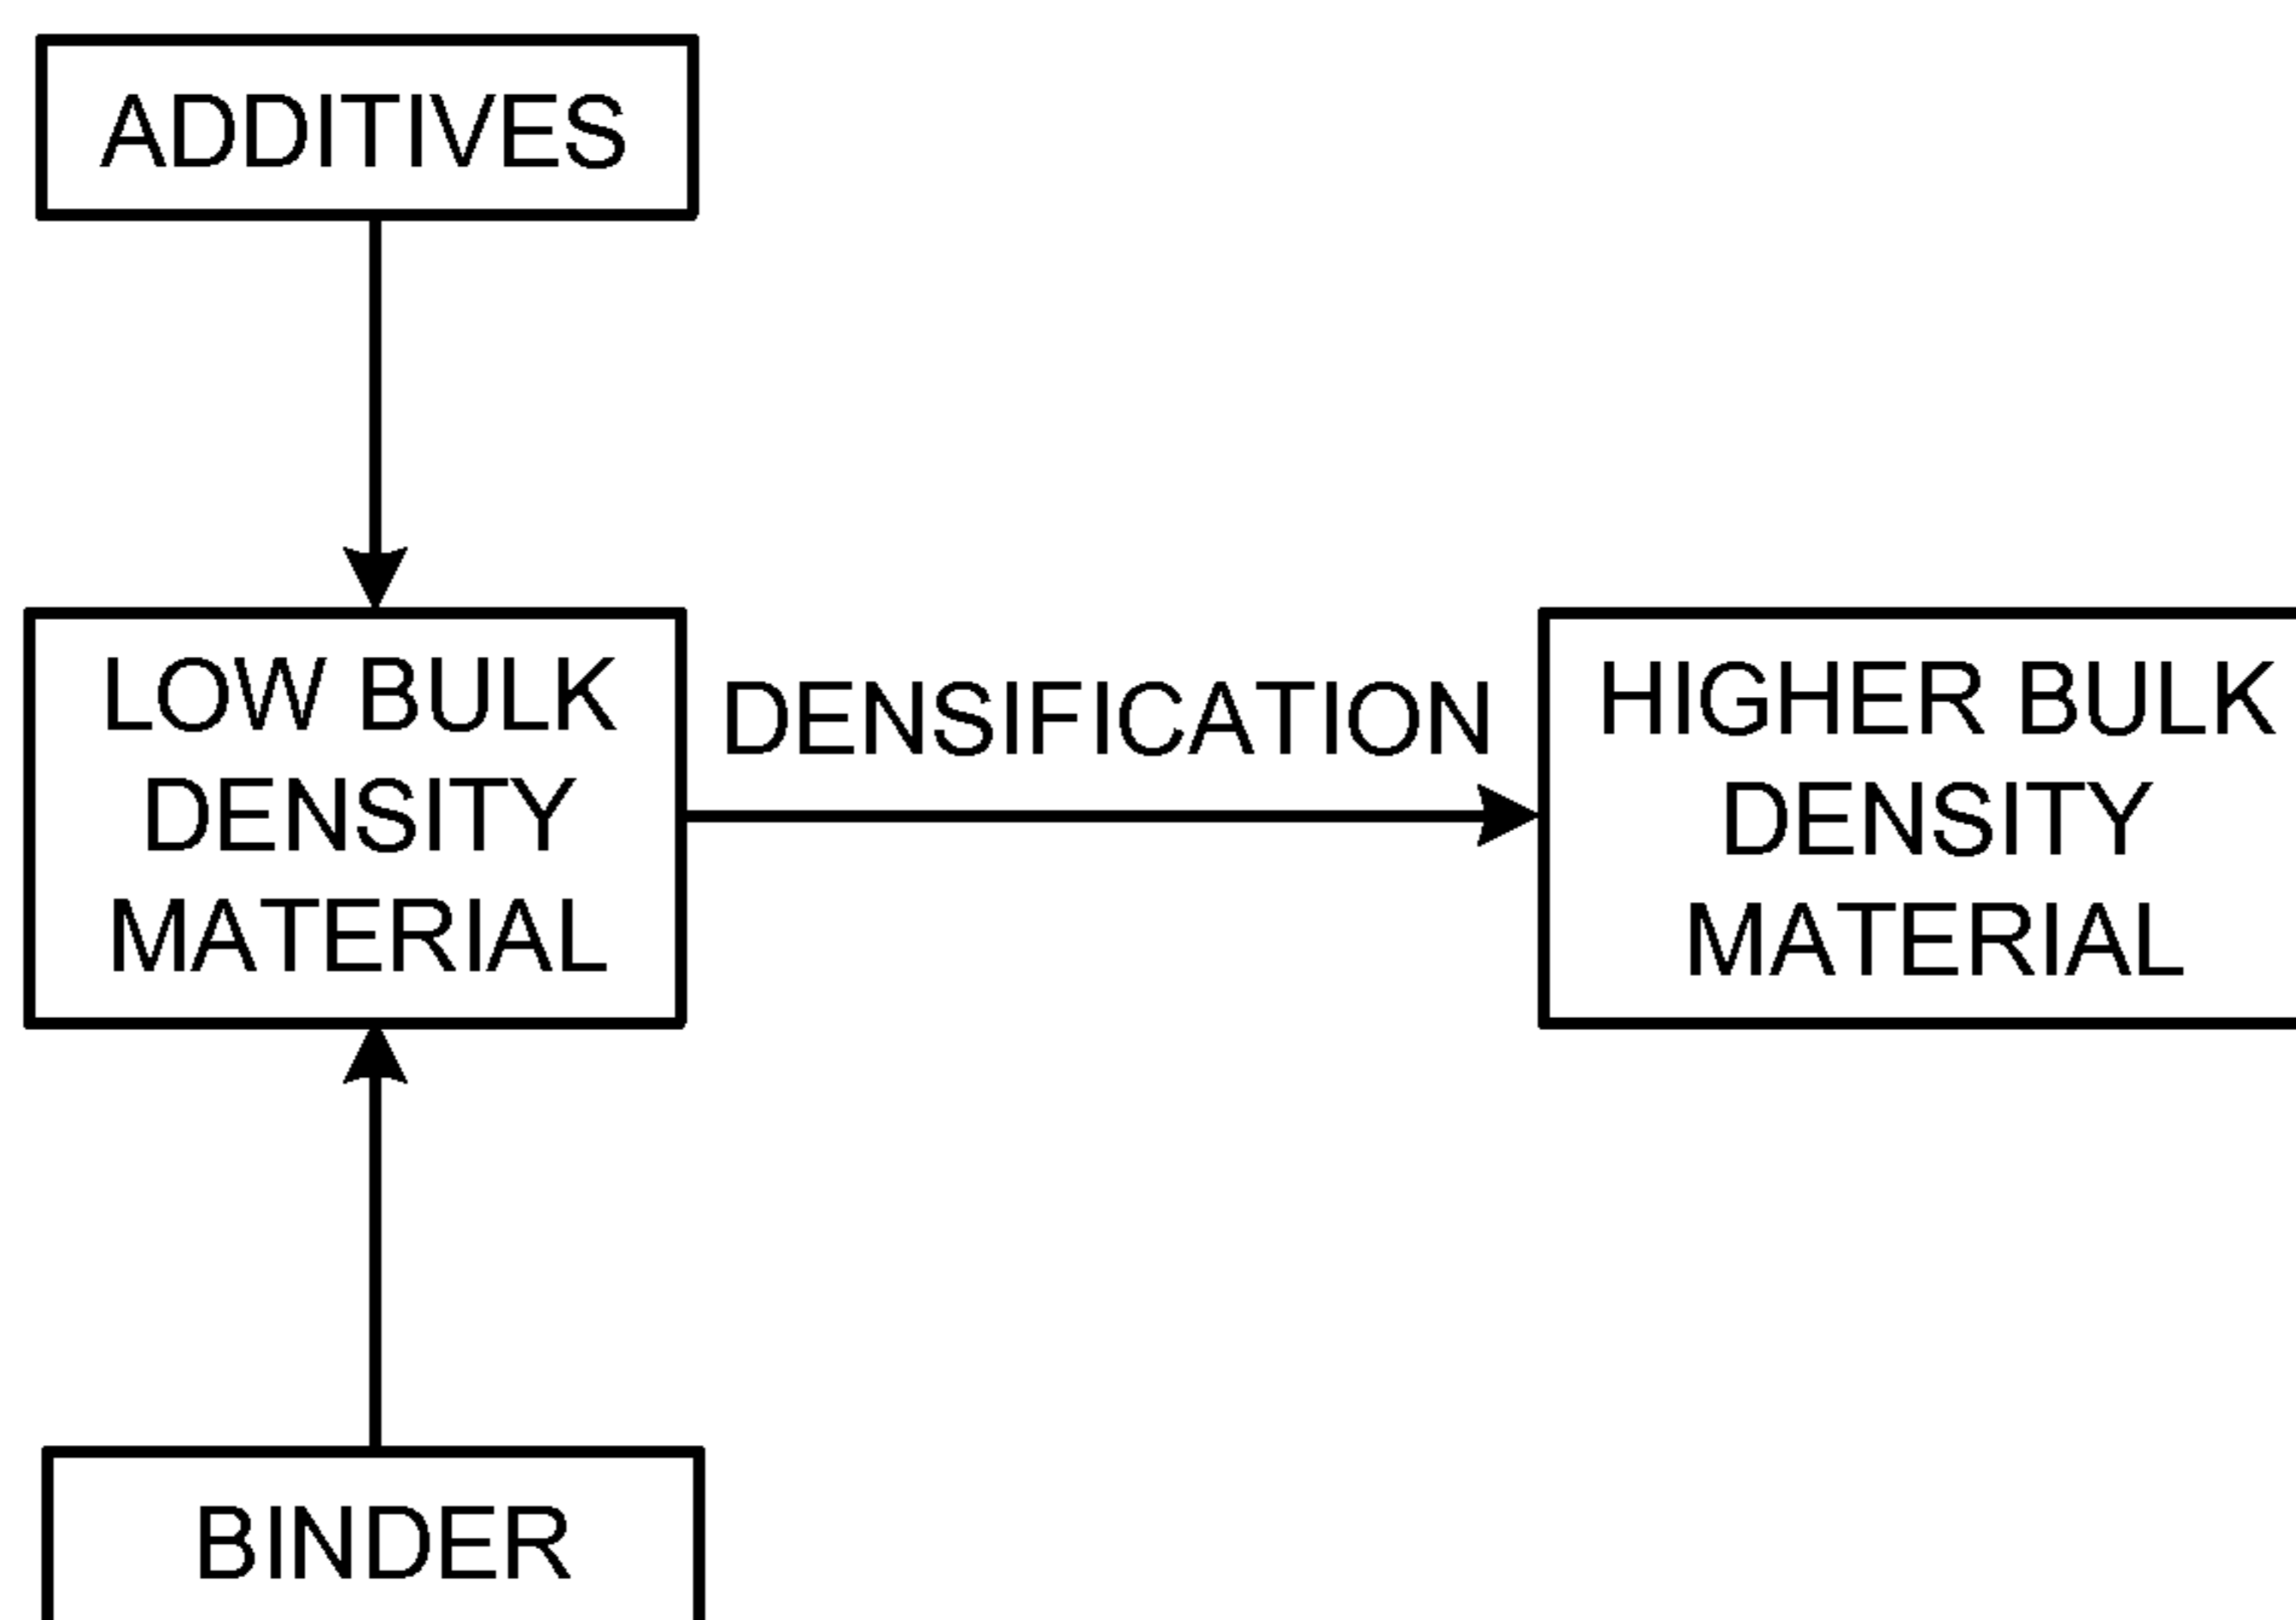 ADDITIVES
LOW BULK
DENSITY
MATERIAL
DENSIFICATION
HIGHER BULK
DENSITY
MATERIAL
BINDER